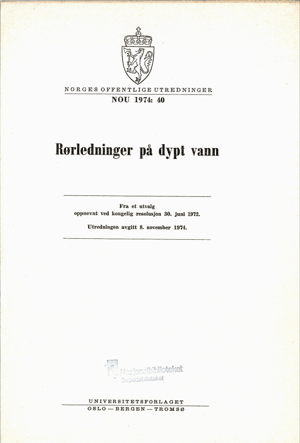 NORGES OFFENTLIGE UTREDNINGER
NOU 1974: 40
Rørledninger på dypt vann
Fra et utvalg
oppnevnt ved kongelig resolusjon 30. juni 1972.
Utredningen avgitt 8. november 1974.
Nasjonalbiblioteket
UNIVERSITETSFORLAGET
OSLO — BERGEN — TROMSØ